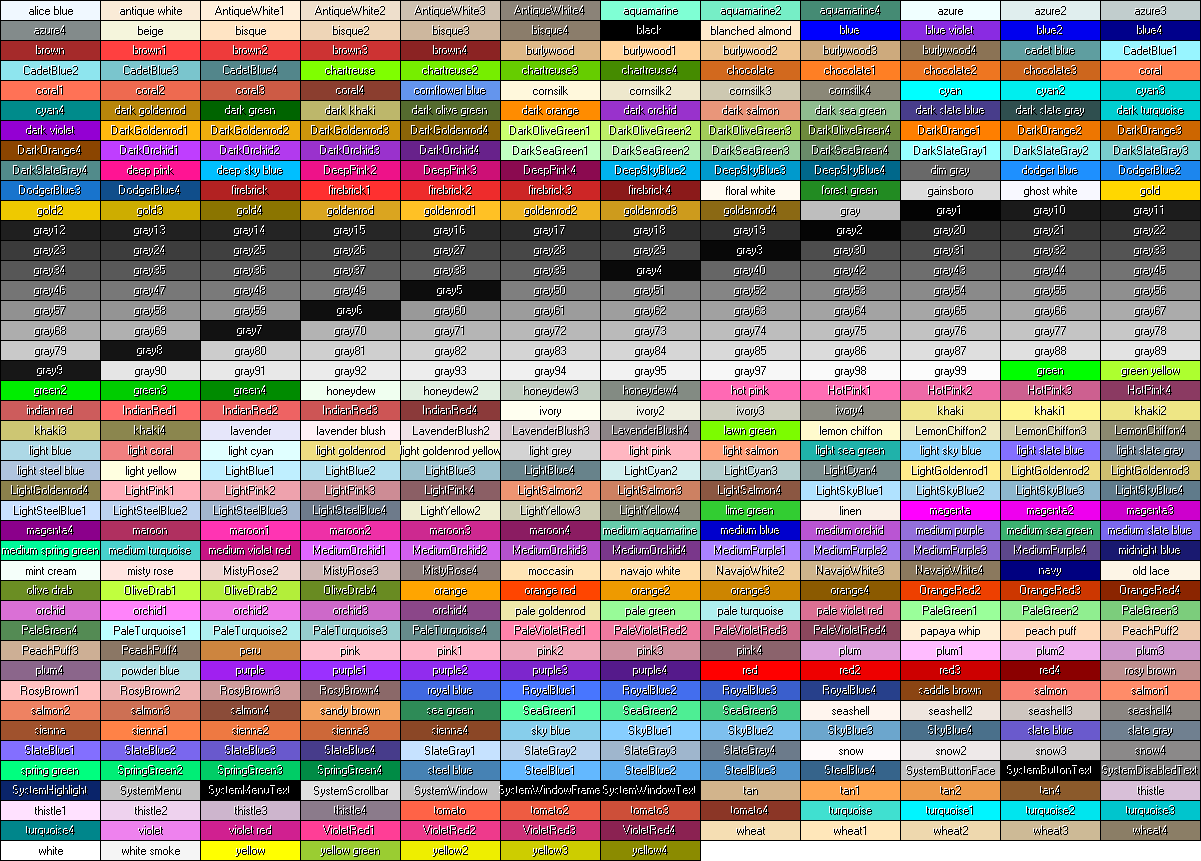 alice blue antique white AntiqueWhite1 AntiqueWhite2 AntiqueWhite3 AntiqueWhite4 aquamarine aquamarine2 aquamarine4 azure azure2 azure3
azure4 beige bisque bisque2 bisque3 bisque4 black blanched almond blue blue violet blue2 blue4
brown brown1 brown2 brown3 brown4 burlywood burlywood1 burlywood2 burlywood3 burlywood4 cadet blue CadetBlue1
CadetBlue2 CadetBlue3 CadetBlue4 chartreuse chartreuse2 chartreuse3 chartreuse4 chocolate chocolate1 chocolate2 chocolate3 coral
coral1 coral2 coral3 coral4 cornflower blue cornsilk cornsilk2 cornsilk3 cornsilk4 cyan cyan2 cyan3
cyan4 dark goldenrod dark green dark khaki dark olive green dark orange dark orchid dark salmon dark sea green dark slate blue dark slate gray dark turquoise
dark violet DarkGoldenrod1 DarkGoldenrod2 DarkGoldenrod3 DarkGoldenrod4 DarkOliveGreen1 DarkOliveGreen2 DarkOliveGreen3 DarkOliveGreen4 DarkOrange1 DarkOrange2 DarkOrange3
DarkOrange4 DarkOrchid1 DarkOrchid2 DarkOrchid3 DarkOrchid4 DarkSeaGreen1 DarkSeaGreen2 DarkSeaGreen3 DarkSeaGreen4 DarkSlateGray1 DarkSlateGray2 DarkSlateGray3
DarkSlateGray4 deep pink deep sky blue DeepPink2 DeepPink3 DeepPink4 DeepSkyBlue2 DeepSkyBlue3 DeepSkyBlue4 dim gray dodger blue DodgerBlue2
DodgerBlue3 DodgerBlue4 firebrick firebrick1 firebrick2 firebrick3 firebrick4 floral white forest green gainsboro ghost white gold
gold2 gold3 gold4 goldenrod goldenrod1 goldenrod2 goldenrod3 goldenrod4 gray gray1 gray10 gray11
gray12 gray13 gray14 gray15 gray16 gray17 gray18 gray19 gray2 gray20 gray21 gray22
gray23 gray24 gray25 gray26 gray27 gray28 gray29 gray3 gray30 gray31 gray32 gray33
gray34 gray35 gray36 gray37 gray38 gray39 gray4 gray40 gray42 gray43 gray44 gray45
gray46 gray47 gray48 gray49 gray5 gray50 gray51 gray52 gray53 gray54 gray55 gray56
gray57 gray58 gray59 gray6 gray60 gray61 gray62 gray63 gray64 gray65 gray66 gray67
gray68 gray69 gray7 gray70 gray71 gray72 gray73 gray74 gray75 gray76 gray77 gray78
gray79 gray8 gray80 gray81 gray82 gray83 gray84 gray85 gray86 gray87 gray88 gray89
gray9 gray90 gray91 gray92 gray93 gray94 gray95 gray97 gray98 gray99 green green yellow
green2 green3 green4 honeydew honeydew2 honeydew3 honeydew4 hot pink HotPink1 HotPink2 HotPink3 HotPink4
indian red IndianRed1 IndianRed2 IndianRed3 IndianRed4 ivory ivory2 ivory3 ivory4 khaki khaki1 khaki2
khaki3 khaki4 lavender lavender blush LavenderBlush2 LavenderBlush3 LavenderBlush4 lawn green lemon chiffon LemonChiffon2 LemonChiffon3 LemonChiffon4
light blue light coral light cyan light goldenrod light goldenrod yellow light grey light pink light salmon light sea green light sky blue light slate blue light slate gray
light steel blue light yellow LightBlue1 LightBlue2 LightBlue3 LightBlue4 LightCyan2 LightCyan3 LightCyan4 LightGoldenrod1 LightGoldenrod2 LightGoldenrod3
LightGoldenrod4 LightPink1 LightPink2 LightPink3 LightPink4 LightSalmon2 LightSalmon3 LightSalmon4 LightSkyBlue1 LightSkyBlue2 LightSkyBlue3 LightSkyBlue4
LightSteelBlue1 LightSteelBlue2 LightSteelBlue3 LightSteelBlue4 LightYellow2 LightYellow3 LightYellow4 lime green linen magenta magenta2 magenta3
magenta4 maroon maroon1 maroon2 maroon3 maroon4 medium aquamarine medium blue medium orchid medium purple medium sea green medium slate blue
medium spring green medium turquoise medium violet red MediumOrchid1 MediumOrchid2 MediumOrchid3 MediumOrchid4 MediumPurple1 MediumPurple2 MediumPurple3 MediumPurple4 midnight blue
mint cream misty rose MistyRose2 MistyRose3 MistyRose4 moccasin navajo white NavajoWhite2 NavajoWhite3 NavajoWhite4 navy old lace
olive drab OliveDrab1 OliveDrab2 OliveDrab4 orange orange red orange2 orange3 orange4 OrangeRed2 OrangeRed3 OrangeRed4
orchid orchid1 orchid2 orchid3 orchid4 pale goldenrod pale green pale turquoise pale violet red PaleGreen1 PaleGreen2 PaleGreen3
PaleGreen4 PaleTurquoise1 PaleTurquoise2 PaleTurquoise3 PaleTurquoise4 PaleVioletRed1 PaleVioletRed2 PaleVioletRed3 PaleVioletRed4 papaya whip peach puff PeachPuff2
PeachPuff3 PeachPuff4 peru pink pink1 pink2 pink3 pink4 plum plum1 plum2 plum3
plum4 powder blue purple purple1 purple2 purple3 purple4 red red2 red3 red4 rosy brown
RosyBrown1 RosyBrown2 RosyBrown3 RosyBrown4 royal blue RoyalBlue1 RoyalBlue2 RoyalBlue3 RoyalBlue4 saddle brown salmon salmon1
salmon2 salmon3 salmon4 sandy brown sea green SeaGreen1 SeaGreen2 SeaGreen3 seashell seashell2 seashell3 seashell4
sienna sienna1 sienna2 sienna3 sienna4 sky blue SkyBlue1 SkyBlue2 SkyBlue3 SkyBlue4 slate blue slate gray
SlateBlue1 SlateBlue2 SlateBlue3 SlateBlue4 SlateGray1 SlateGray2 SlateGray3 SlateGray4 snow snow2 snow3 snow4
spring green SpringGreen2 SpringGreen3 SpringGreen4 steel blue SteelBlue1 SteelBlue2 SteelBlue3 SteelBlue4 SystemButtonFace SystemButtonText SystemDisabledText
SystemHighlight SystemMenu SystemMenuText SystemScrollbar SystemWindow SystemWindowFrame SystemWindowText tan tan1 tan2 tan4 thistle
thistle1 thistle2 thistle3 thistle4 tomato tomato2 tomato3 tomato4 turquoise turquoise1 turquoise2 turquoise3
turquoise4 violet violet red VioletRed1 VioletRed2 VioletRed3 VioletRed4 wheat wheat1 wheat2 wheat3 wheat4
white white smoke yellow yellow green yellow2 yellow3 yellow4